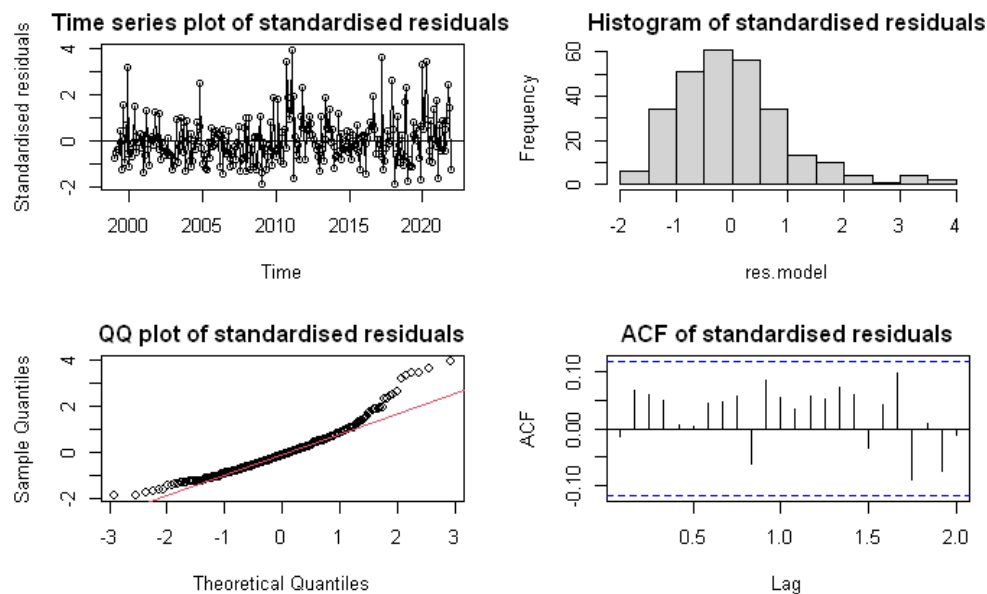 Time series plot of standardised residuals
Standardised residuals
4
2
0
-2
2000 2005 2010 2015 2020
Time
Histogram of standardised residuals
Frequency
60
20
0
-2 -1 0 1 2 3 4
res.model
QQ plot of standardised residuals
Sample Quantiles
4
2
0
-2
-3 -2 -1 0 1 2 3
Theoretical Quantiles
ACF of standardised residuals
ACF
0.10
0.00
-0.10
0.5 1.0 1.5 2.0
Lag